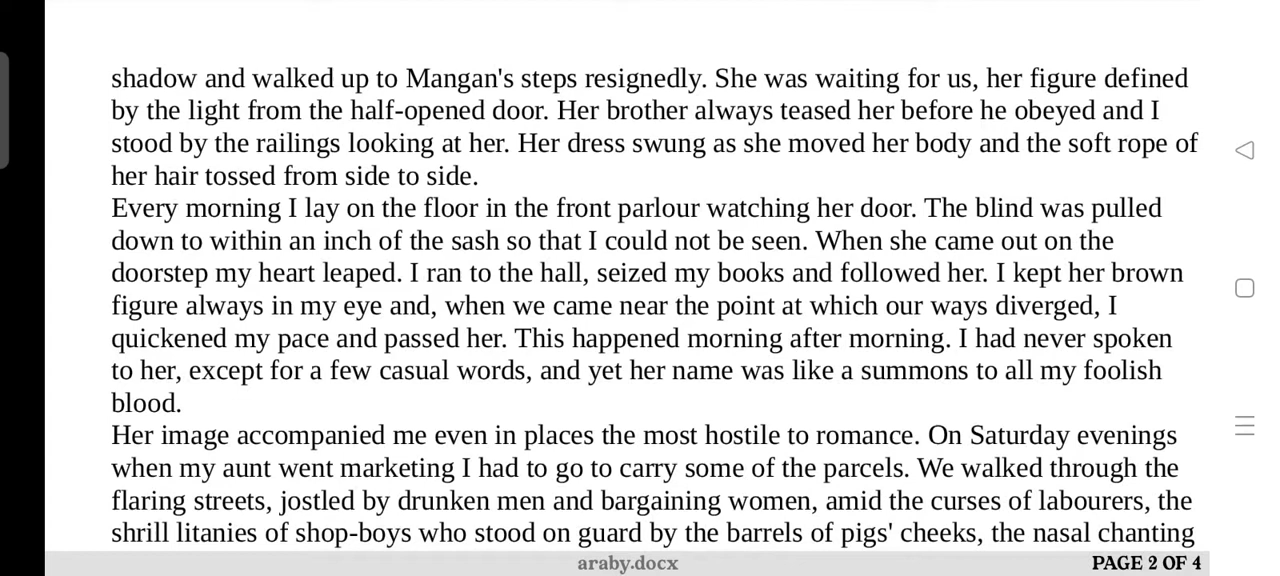 shadow and walked up to Mangan's steps resignedly. She was waiting for us, her figure defined
by the light from the half-opened door. Her brother always teased her before he obeyed and I
stood by the railings looking at her. Her dress swung as she moved her body and the soft rope of
her hair tossed from side to side.
Every morning I lay on the floor in the front parlour watching her door. The blind was pulled
down to within an inch of the sash so that I could not be seen. When she came out on the
doorstep my heart leaped. I ran to the hall, seized my books and followed her. I kept her brown
figure always in my eye and, when we came near the point at which our ways diverged, I
quickened my pace and passed her. This happened morning after morning. I had never spoken
to her, except for a few casual words, and yet her name was like a summons to all my foolish
blood.
Her image accompanied me even in places the most hostile to romance. On Saturday evenings
when my aunt went marketing I had to go to carry some of the parcels. We walked through the
flaring streets, jostled by drunken men and bargaining women, amid the curses of labourers, the
shrill litanies of shop-boys who stood on guard by the barrels of pigs' cheeks, the nasal chanting
araby.docx PAGE 2 OF 4